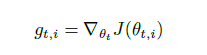 $g_{t,i} = \nabla_{\theta_t} J(\theta_{t,i})$